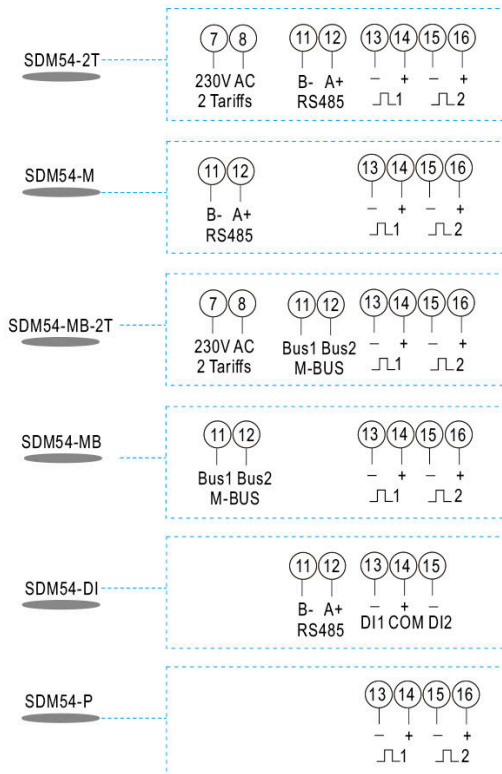 7 8 11 12 13 14 15 16
SDM54-2T
− + − +
230V AC B- A+
2 Tariffs RS485 1 2
11 12 13 14 15 16
SDM54-M
− + − +
B- A+
RS485 1 2
7 8 11 12 13 14 15 16
SDM54-MB-2T
− + − +
230V AC Bus1 Bus2
2 Tariffs M-BUS 1 2
11 12 13 14 15 16
SDM54-MB
− + − +
Bus1 Bus2
M-BUS 1 2
11 12 13 14 15
SDM54-DI
B- A+ − + −
RS485 DI1 COM DI2
13 14 15 16
SDM54-P
− + − +
1 2